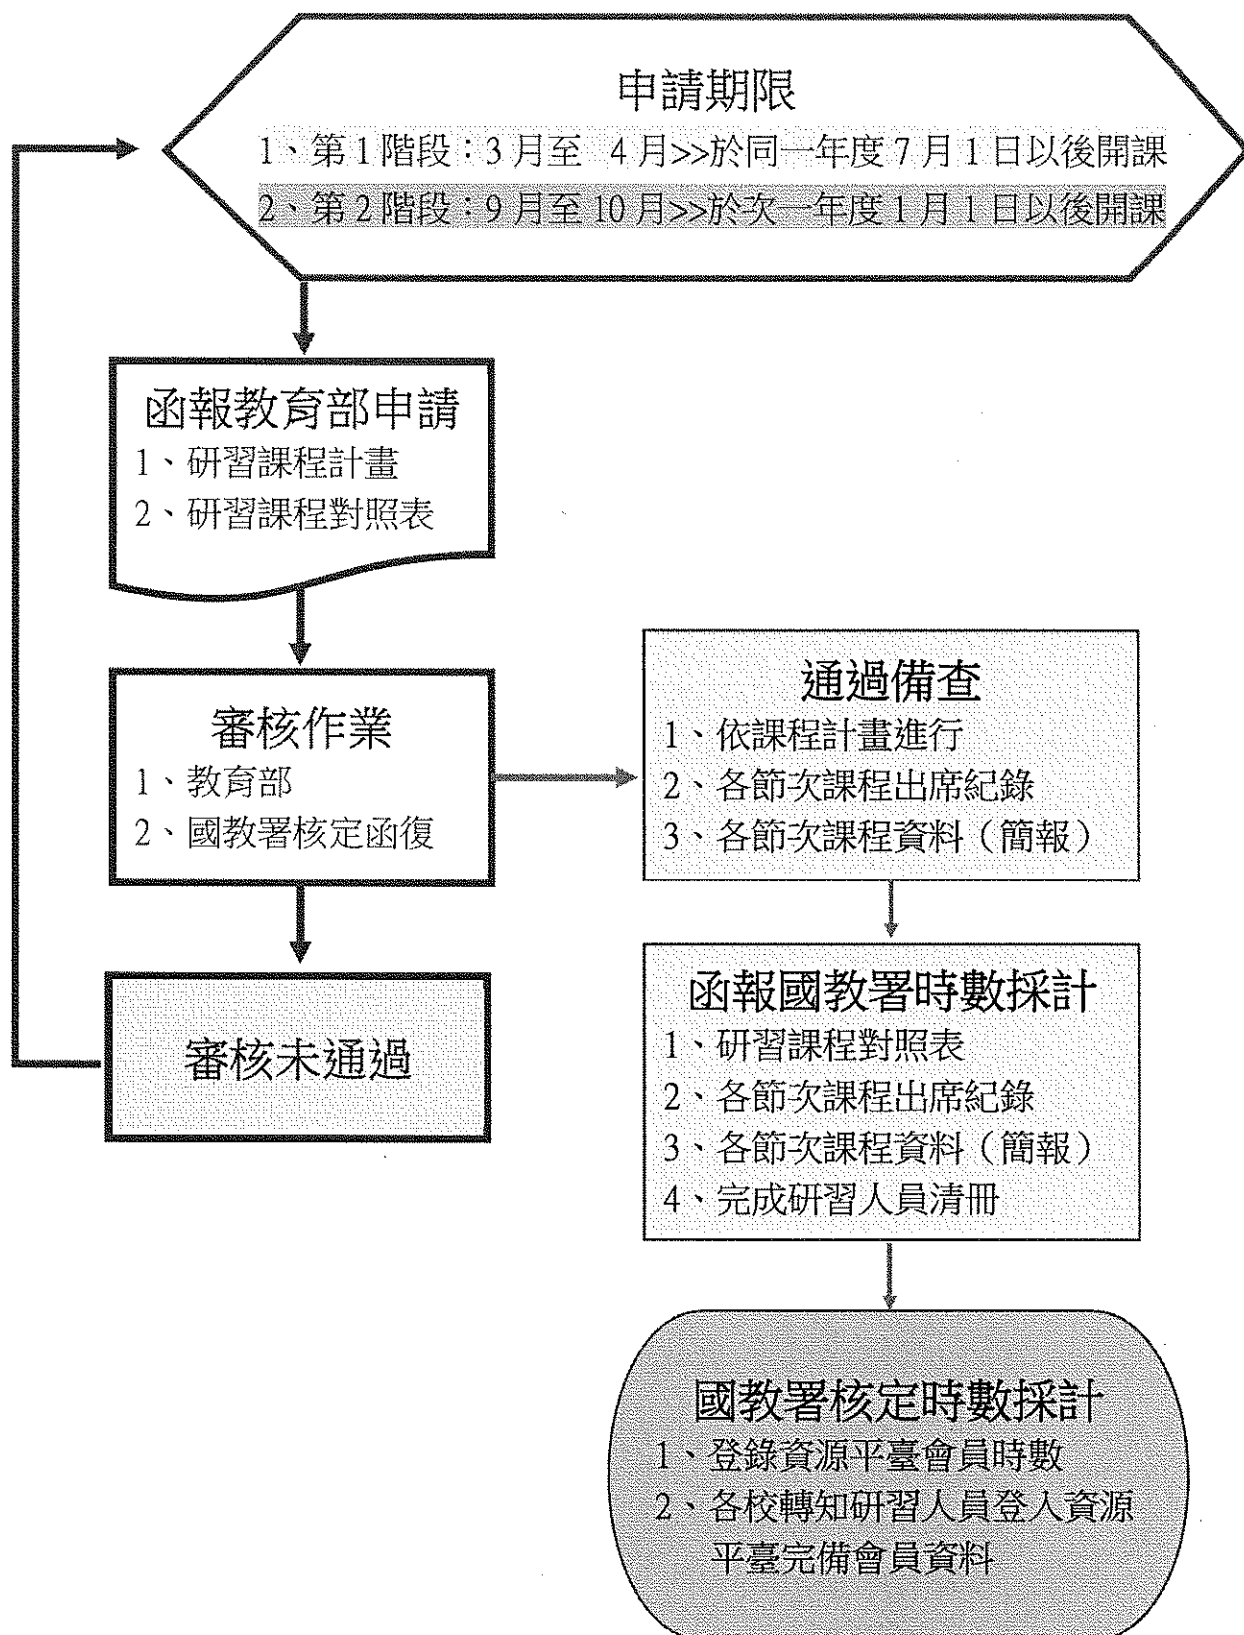 申請期限
1、第1階段：3月至 4月>>於同一年度7月1日以後開課
2、第2階段：9月至10月>>於次一年度1月1日以後開課
函報教育部申請
1、研習課程計畫
2、研習課程對照表
審核作業
1、教育部
2、國教署核定函復
審核未通過
通過備查
1、依課程計畫進行
2、各節次課程出席紀錄
3、各節次課程資料（簡報）
函報國教署時數採計
1、研習課程對照表
2、各節次課程出席紀錄
3、各節次課程資料（簡報）
4、完成研習人員清冊
國教署核定時數採計
1、登錄資源平臺會員時數
2、各校轉知研習人員登入資源
平臺完備會員資料